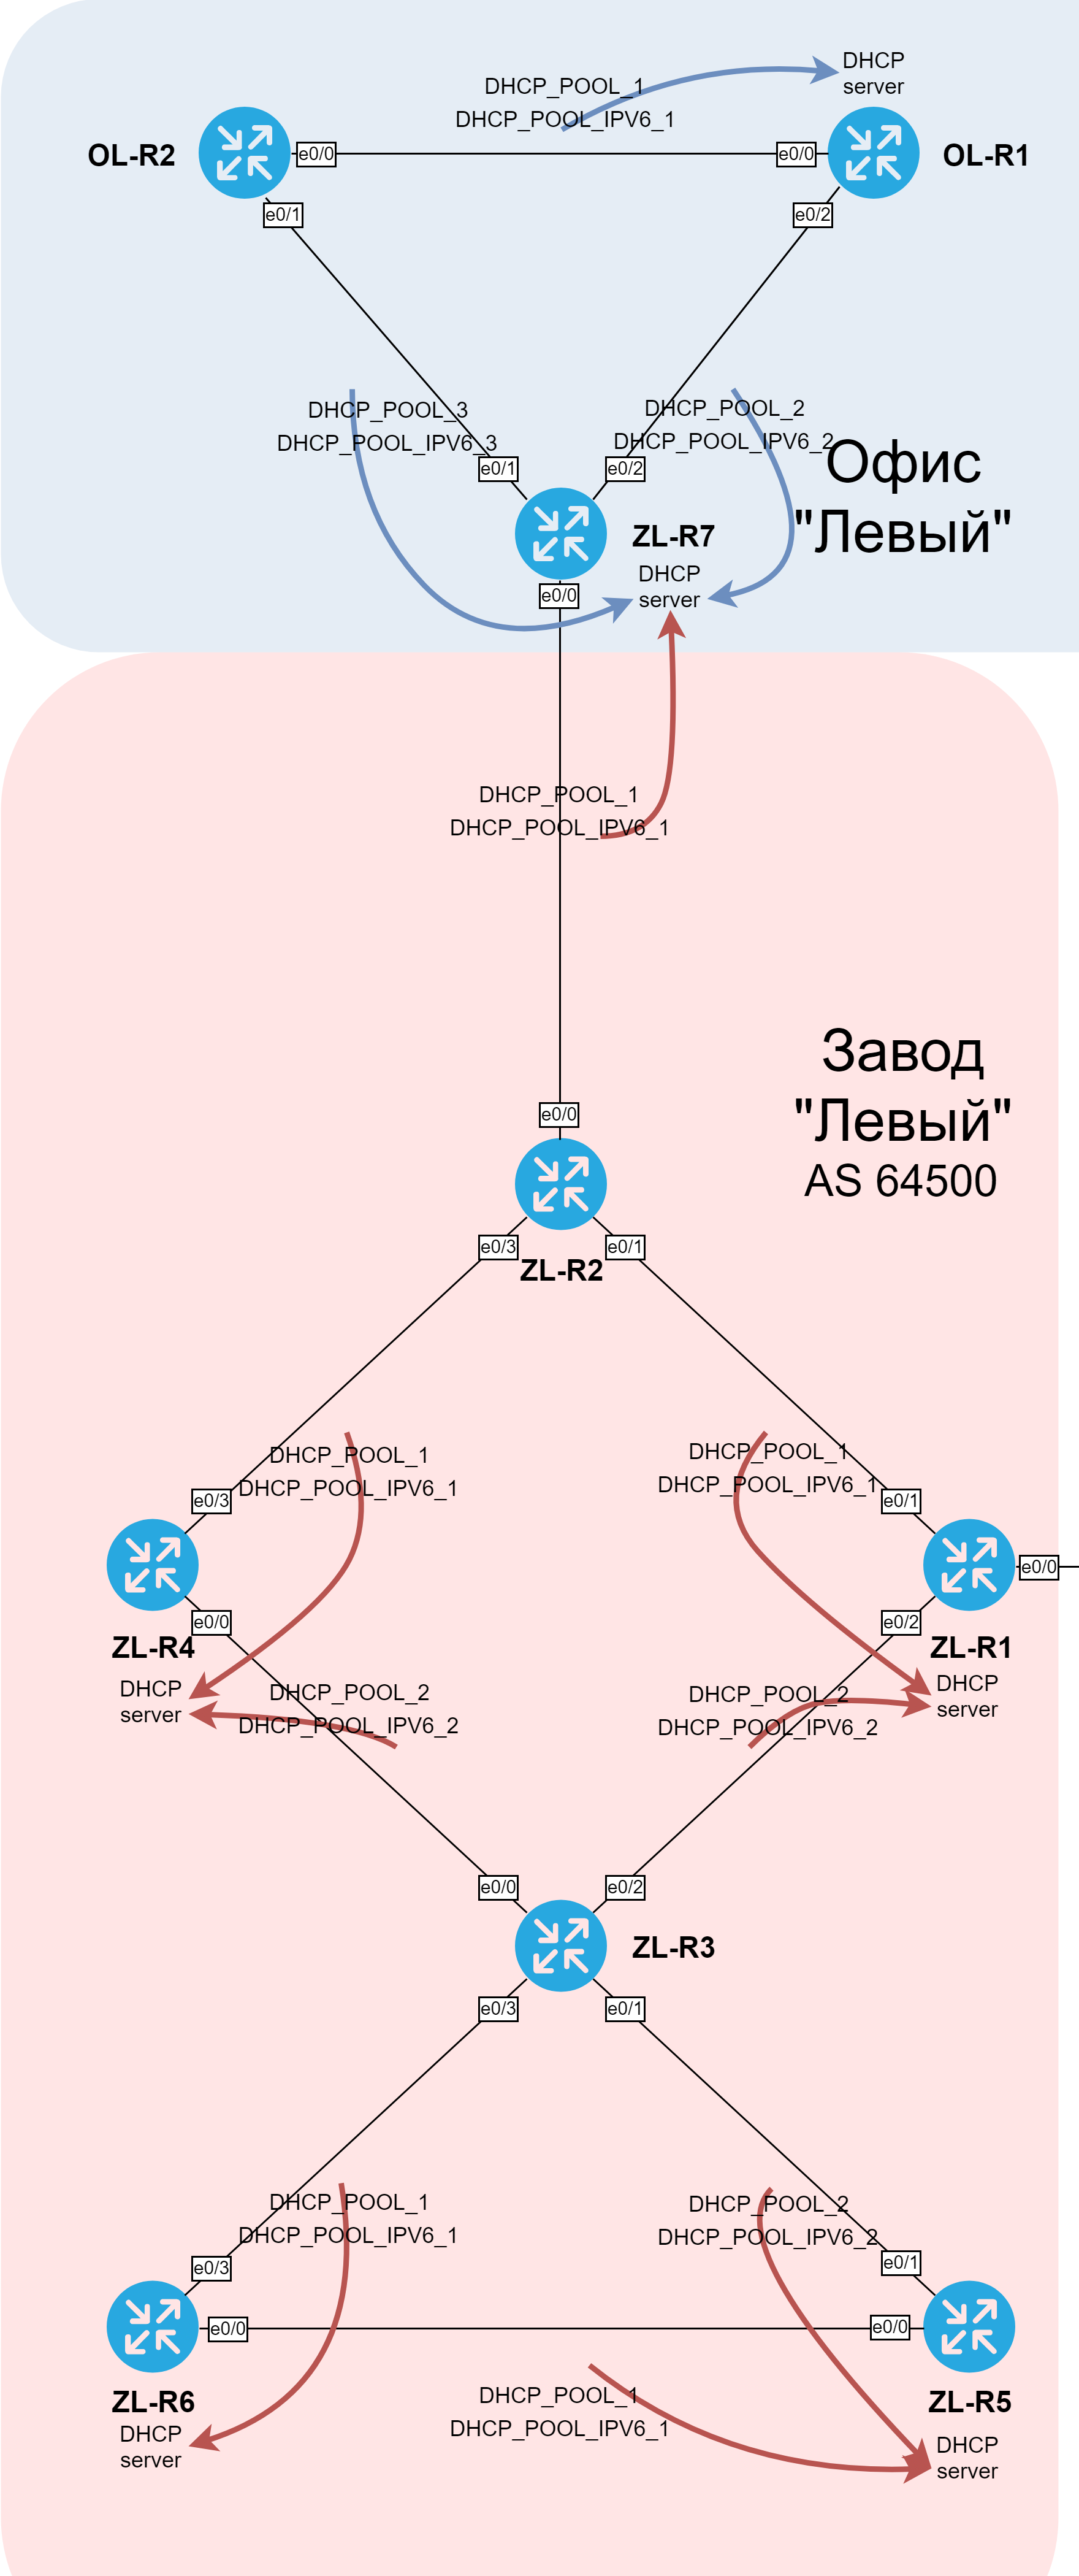 DHCP
server
DHCP_POOL_1
DHCP_POOL_IPV6_1
OL-R2
e0/0
e0/0
OL-R1
e0/1
e0/2
DHCP_POOL_3
DHCP_POOL_IPV6_3
DHCP_POOL_2
DHCP_POOL_IPV6_2
Офис
"Левый"
e0/1
e0/2
ZL-R7
DHCP
server
e0/0
DHCP_POOL_1
DHCP_POOL_IPV6_1
Завод
"Левый"
AS 64500
e0/0
e0/3
e0/1
ZL-R2
DHCP_POOL_1
DHCP_POOL_IPV6_1
DHCP_POOL_1
DHCP_POOL_IPV6_1
e0/3
e0/1
e0/0
e0/0
e0/2
ZL-R4
ZL-R1
DHCP
server
DHCP
server
DHCP_POOL_2
DHCP_POOL_IPV6_2
DHCP_POOL_2
DHCP_POOL_IPV6_2
e0/0
e0/2
ZL-R3
e0/3
e0/1
DHCP_POOL_1
DHCP_POOL_IPV6_1
DHCP_POOL_2
DHCP_POOL_IPV6_2
e0/3
e0/1
e0/0
e0/0
ZL-R6
ZL-R5
DHCP
server
DHCP_POOL_1
DHCP_POOL_IPV6_1
DHCP
server